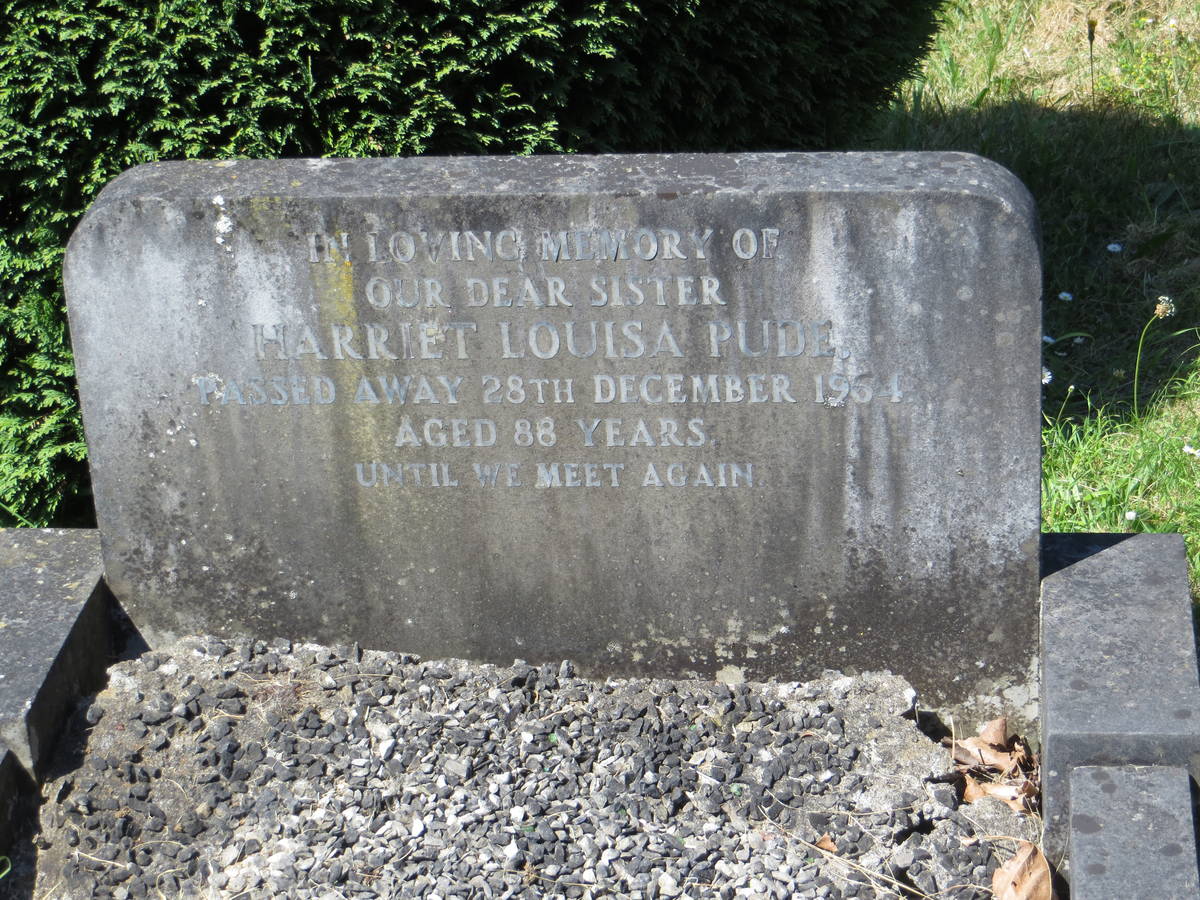 IN LOVING MEMORY OF
OUR DEAR SISTER
HARRIET LOUISA PUDE.
PASSED AWAY 28TH DECEMBER 1964.
AGED 88 YEARS.
UNTIL WE MEET AGAIN.